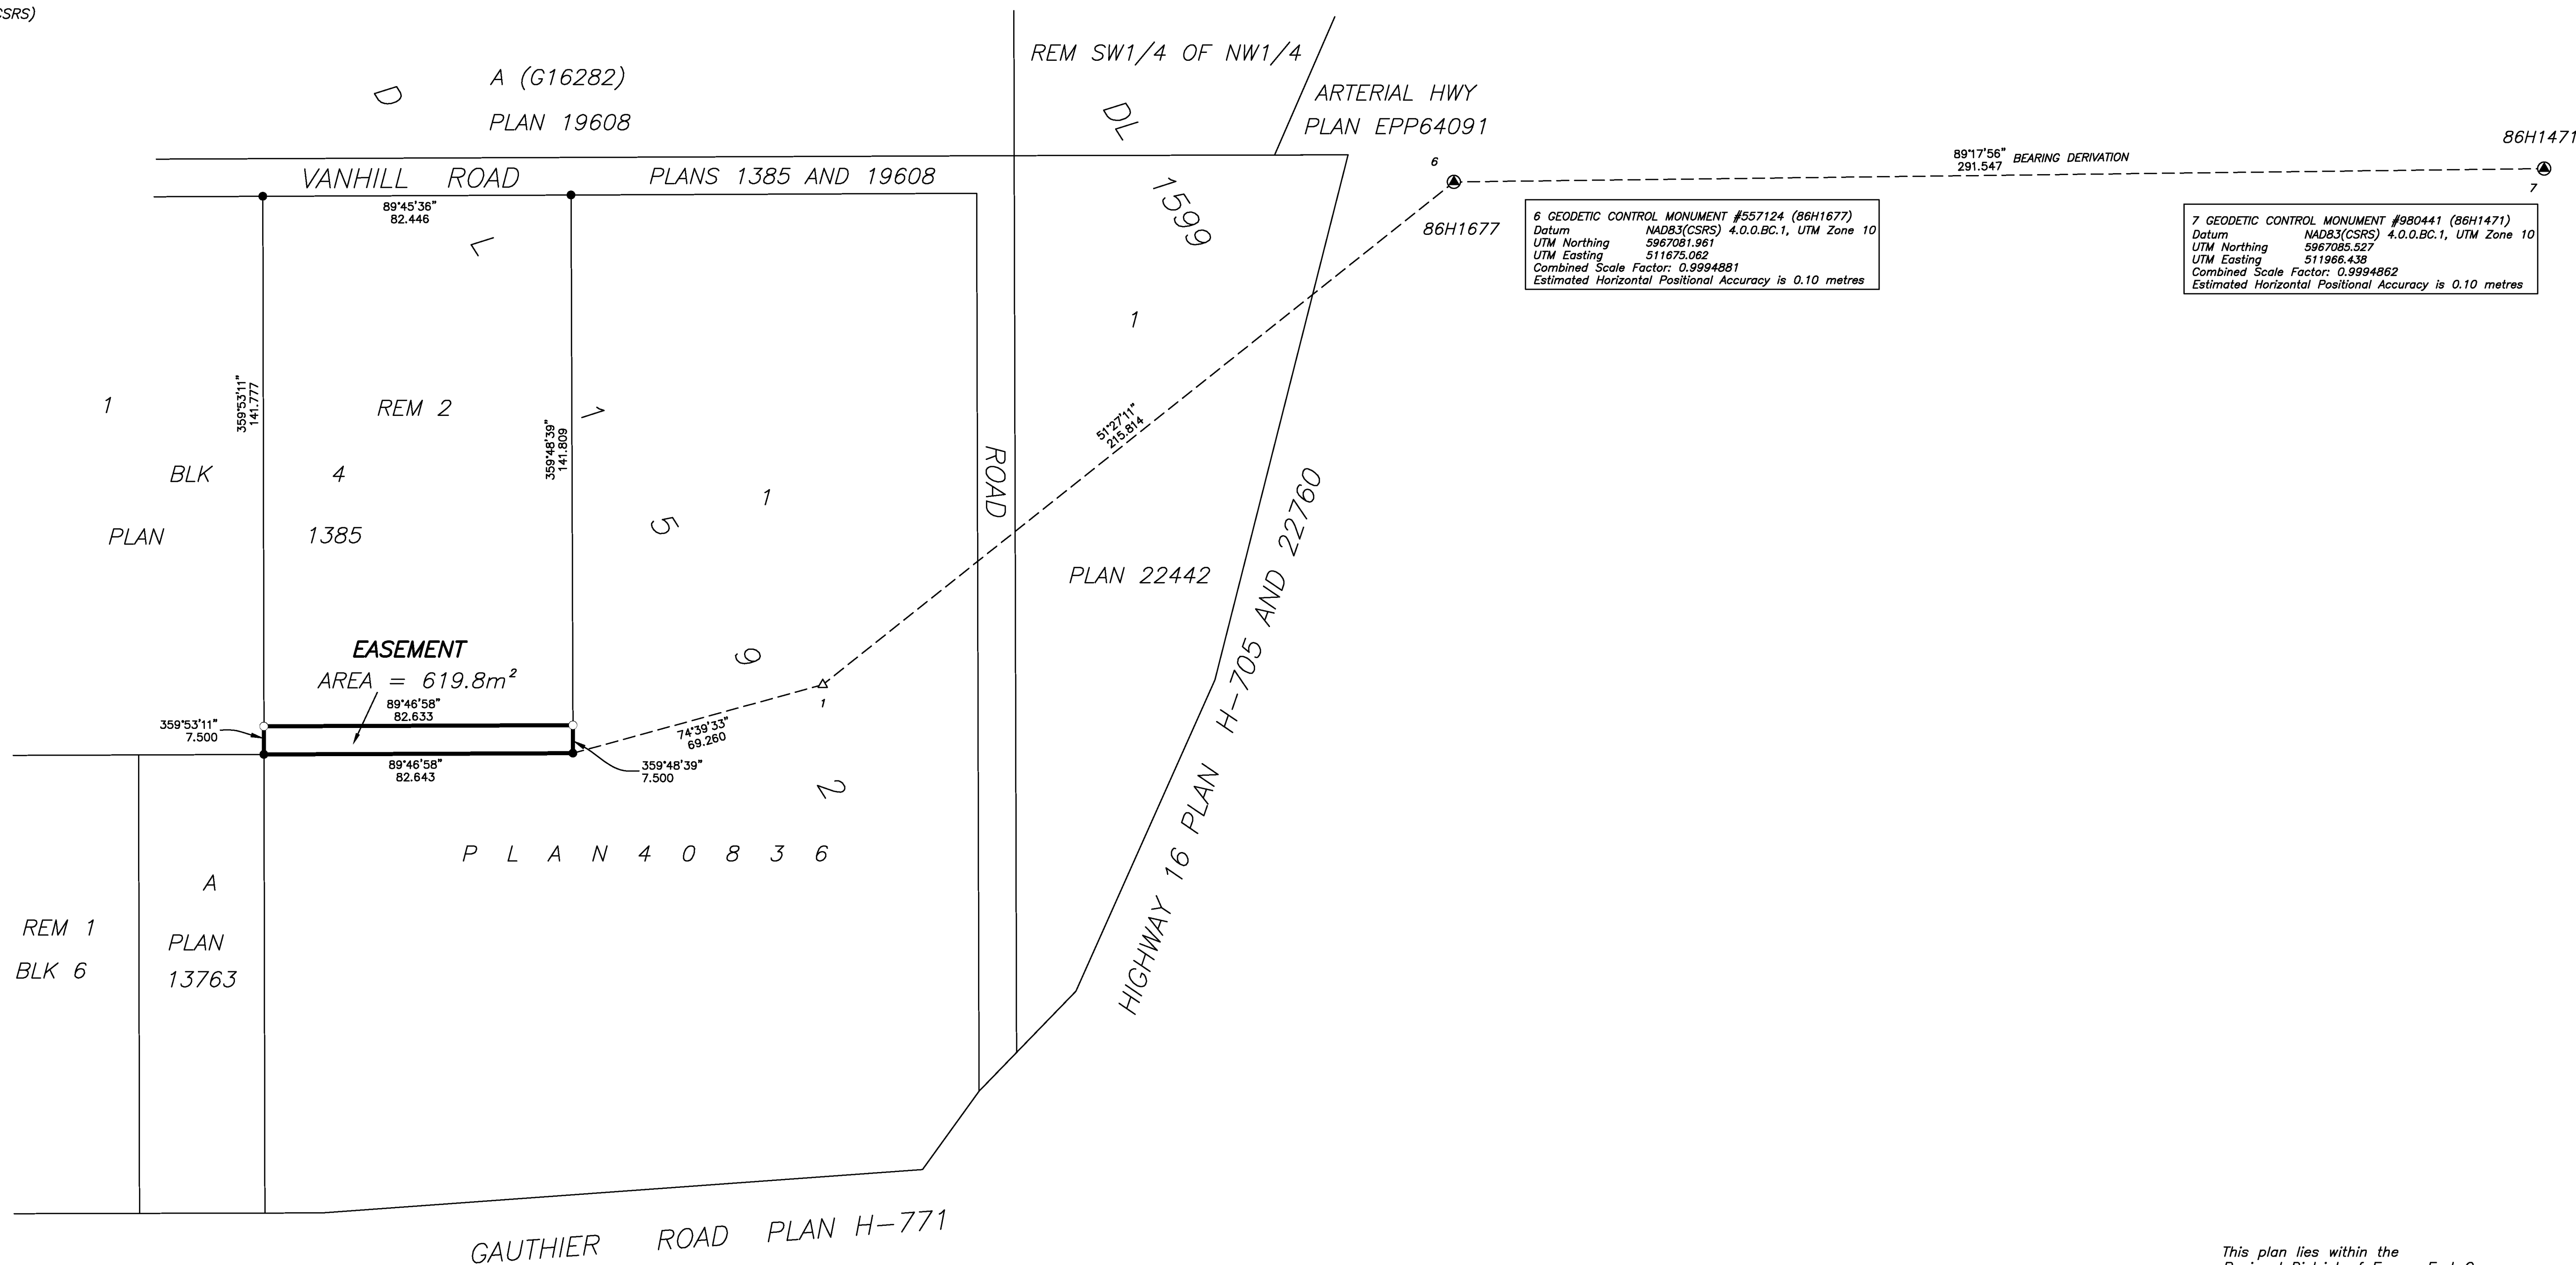 CSRS)
A (G16282)
PLAN 19608
REM SW1/4 OF NW1/4
ARTERIAL HWY
PLAN EPP64091
86H1471
VANHILL ROAD PLANS 1385 AND 19608
89°45'36"
82.446
6
89°17'56" BEARING DERIVATION
291.547
7
86H1677
6 GEODETIC CONTROL MONUMENT #557124 (86H1677)
Datum NAD83(CSRS) 4.0.0.BC.1, UTM Zone 10
UTM Northing 5967081.961
UTM Easting 511675.062
Combined Scale Factor: 0.9994881
Estimated Horizontal Positional Accuracy is 0.10 metres
7 GEODETIC CONTROL MONUMENT #980441 (86H1471)
Datum NAD83(CSRS) 4.0.0.BC.1, UTM Zone 10
UTM Northing 5967085.527
UTM Easting 511966.438
Combined Scale Factor: 0.9994862
Estimated Horizontal Positional Accuracy is 0.10 metres
D L 1 5 9 2
DL 1599
1
359°53'11"
141.777
REM 2
359°48'39"
141.809
1
BLK 4
PLAN 1385
1
51°27'11"
215.814
ROAD
PLAN 22442
HIGHWAY 16 PLAN H-705 AND 22760
EASEMENT
AREA = 619.8m²
89°46'58"
82.633
359°53'11"
7.500
89°46'58"
82.643
359°48'39"
7.500
74°39'33"
69.260
1
PLAN 40836
A
PLAN
13763
REM 1
BLK 6
GAUTHIER ROAD PLAN H-771
This plan lies within the